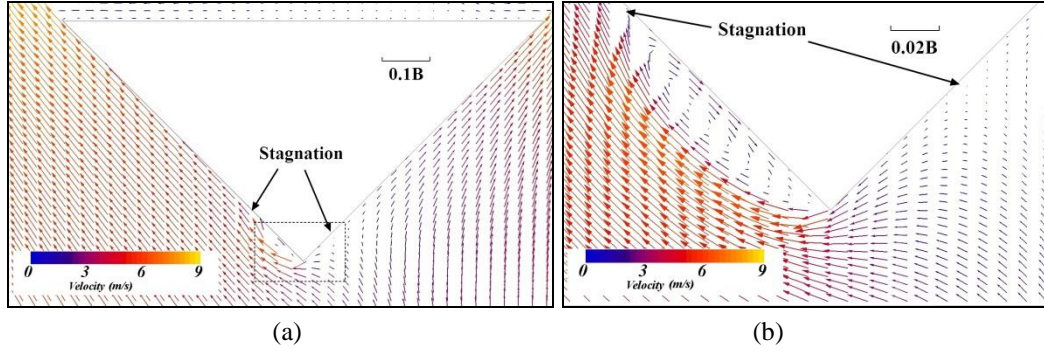 Stagnation
0.1B
0 3 6 9
Velocity (m/s)
(a)
Stagnation
0.02B
0 3 6 9
Velocity (m/s)
(b)